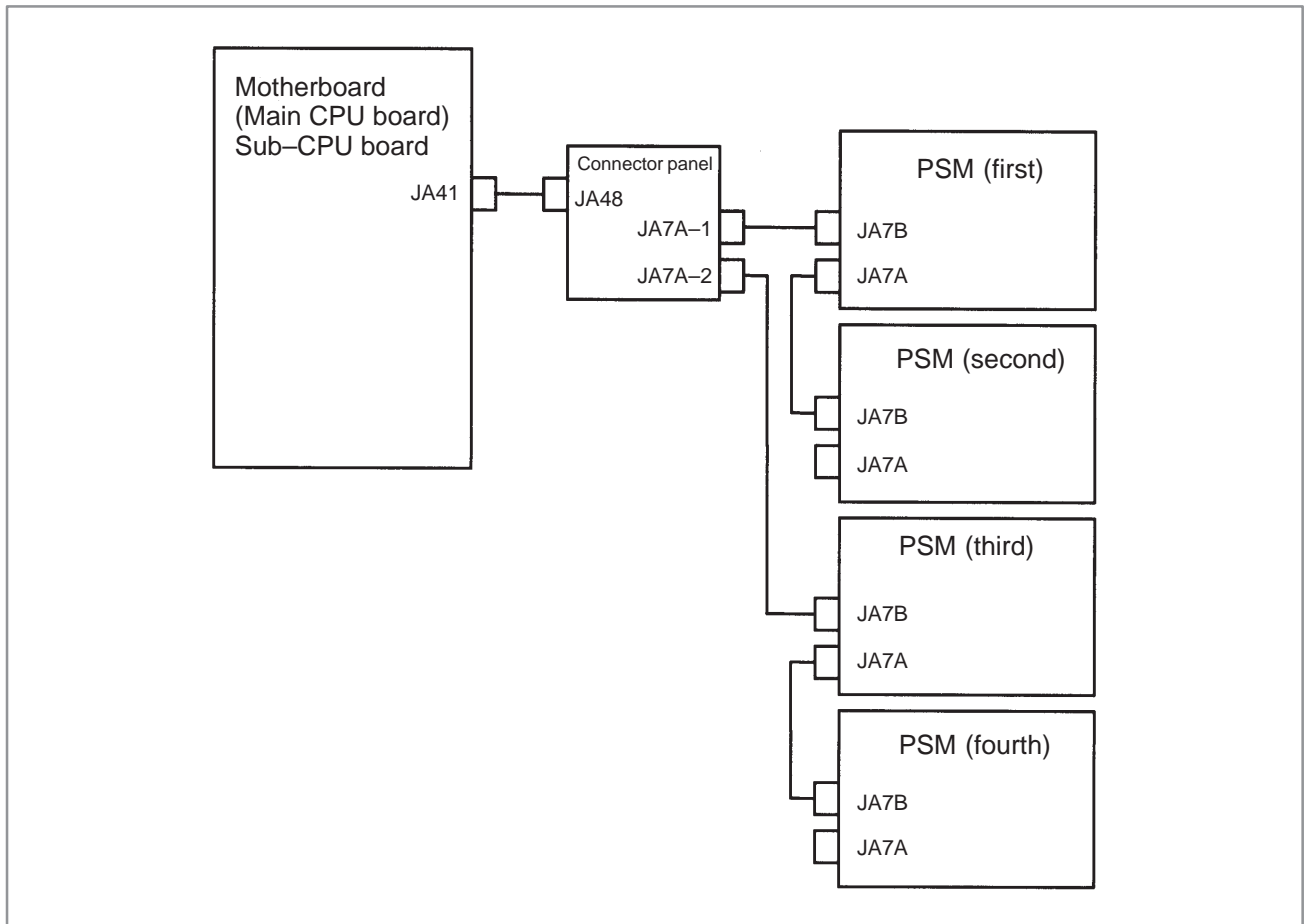 Motherboard
(Main CPU board)
Sub–CPU board
JA41
Connector panel
JA48
JA7A–1
JA7A–2
PSM (first)
JA7B
JA7A
PSM (second)
JA7B
JA7A
PSM (third)
JA7B
JA7A
PSM (fourth)
JA7B
JA7A